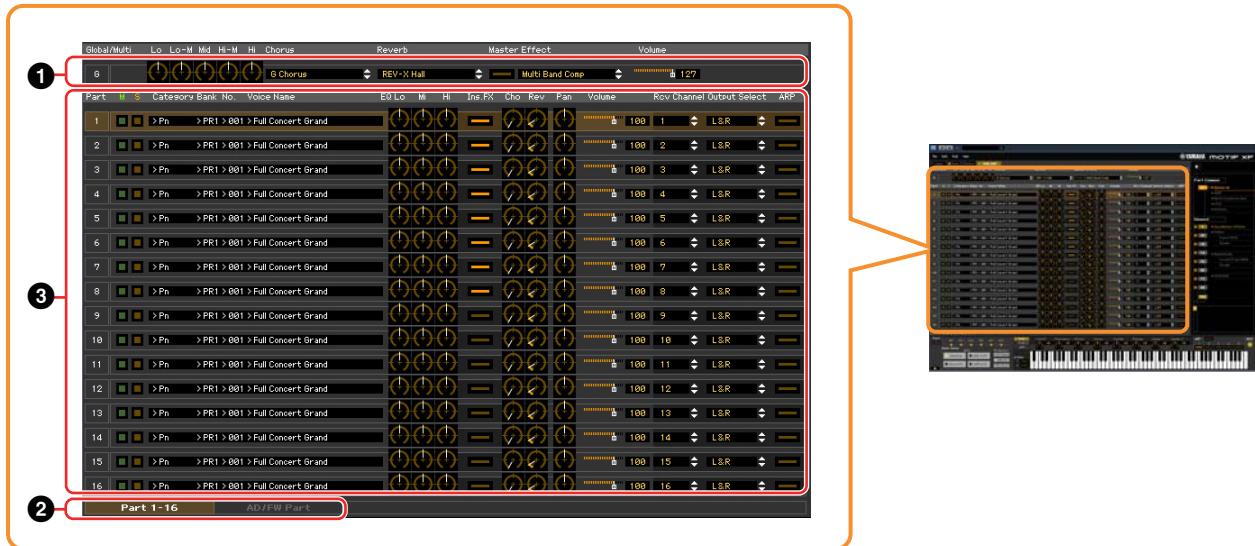 Global/Multi Lo Lo-M Mid Hi-M Hi Chorus Reverb Master Effect Volume
1
G G Chorus REV-X Hall Multi Band Comp 127
Part M S Category Bank No. Voice Name EQ Lo Mi Hi Ins.FX Cho Rev Pan Volume Rcv Channel Output Select ARP
1 >Pn >PR1 >001 >Full Concert Grand 100 1 L&R
2 >Pn >PR1 >001 >Full Concert Grand 100 2 L&R
3 >Pn >PR1 >001 >Full Concert Grand 100 3 L&R
4 >Pn >PR1 >001 >Full Concert Grand 100 4 L&R
5 >Pn >PR1 >001 >Full Concert Grand 100 5 L&R
6 >Pn >PR1 >001 >Full Concert Grand 100 6 L&R
7 >Pn >PR1 >001 >Full Concert Grand 100 7 L&R
3
8 >Pn >PR1 >001 >Full Concert Grand 100 8 L&R
9 >Pn >PR1 >001 >Full Concert Grand 100 9 L&R
10 >Pn >PR1 >001 >Full Concert Grand 100 10 L&R
11 >Pn >PR1 >001 >Full Concert Grand 100 11 L&R
12 >Pn >PR1 >001 >Full Concert Grand 100 12 L&R
13 >Pn >PR1 >001 >Full Concert Grand 100 13 L&R
14 >Pn >PR1 >001 >Full Concert Grand 100 14 L&R
15 >Pn >PR1 >001 >Full Concert Grand 100 15 L&R
16 >Pn >PR1 >001 >Full Concert Grand 100 16 L&R
2
Part 1-16 AD/FW Part
YAMAHA MOTIF XF